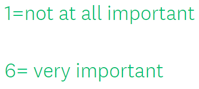 1=not at all important
6= very important